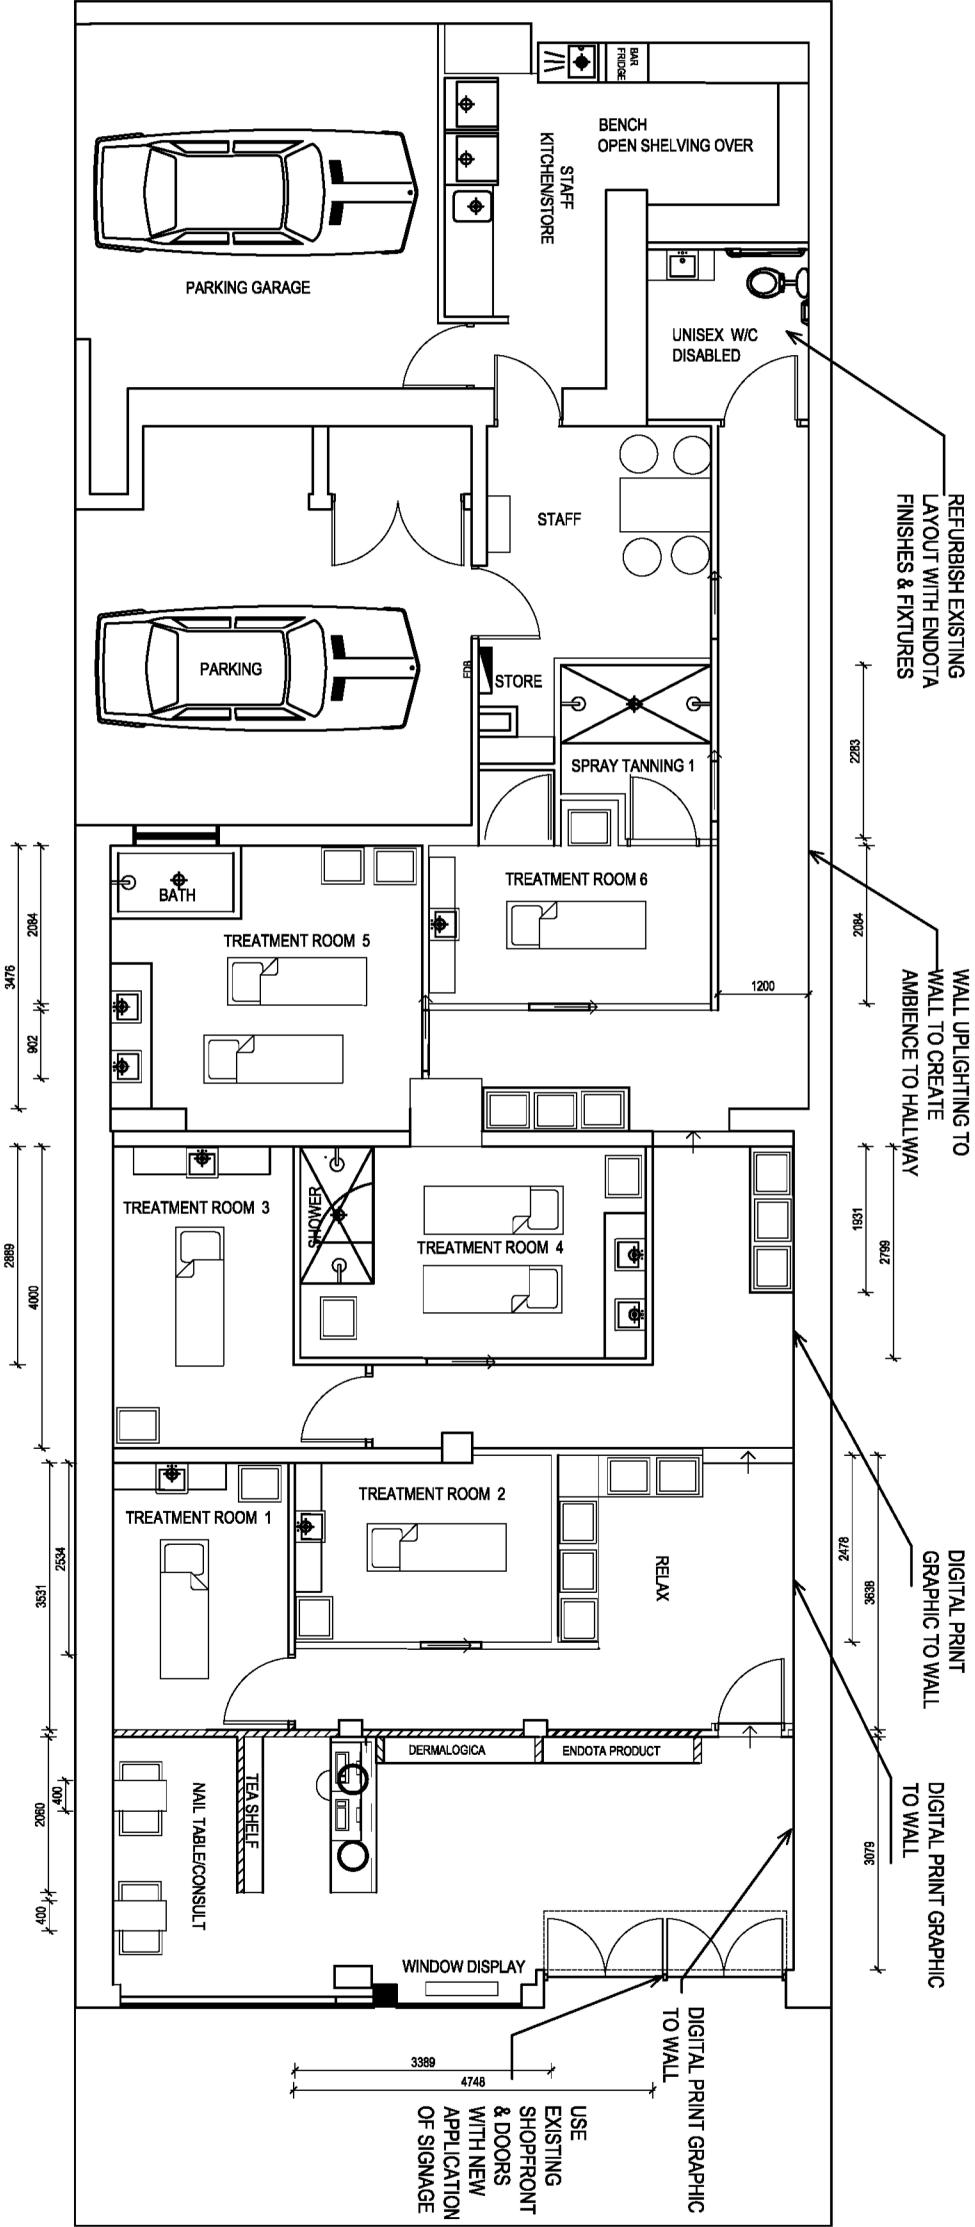 BAR
FRIDGE
BENCH
OPEN SHELVING OVER
STAFF
KITCHEN/STORE
PARKING GARAGE
UNISEX W/C
DISABLED
REFURBISH EXISTING
LAYOUT WITH ENDOTA
FINISHES & FIXTURES
STAFF
PARKING
EDB
STORE
SPRAY TANNING 1
2283
TREATMENT ROOM 6
2084
1200
WALL UPLIGHTING TO
WALL TO CREATE
AMBIENCE TO HALLWAY
BATH
TREATMENT ROOM 5
2084
3476
902
TREATMENT ROOM 3
SHOWER
TREATMENT ROOM 4
1931
2799
2889
4000
DIGITAL PRINT
GRAPHIC TO WALL
TREATMENT ROOM 1
TREATMENT ROOM 2
RELAX
2478
3638
2534
3531
DIGITAL PRINT GRAPHIC
TO WALL
DERMALOGICA
ENDOTA PRODUCT
TEA SHELF
NAIL TABLE/CONSULT
400
2060
400
3079
WINDOW DISPLAY
DIGITAL PRINT GRAPHIC
TO WALL
3389
4748
USE
EXISTING
SHOPFRONT
& DOORS
WITH NEW
APPLICATION
OF SIGNAGE